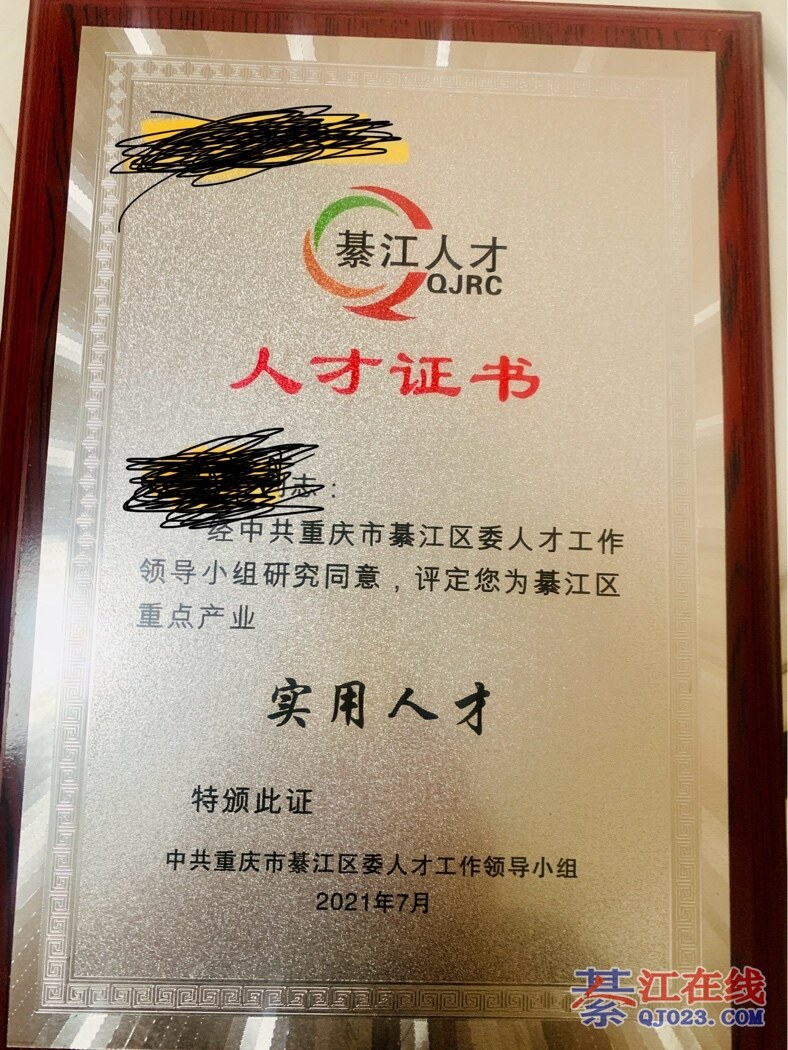 綦江人才
QJRC
人才证书
志：
经中共重庆市綦江区委人才工作
领导小组研究同意，评定您为綦江区
重点产业
实用人才
特颁此证
中共重庆市綦江区委人才工作领导小组
2021年7月
綦江在线
QJ023.COM